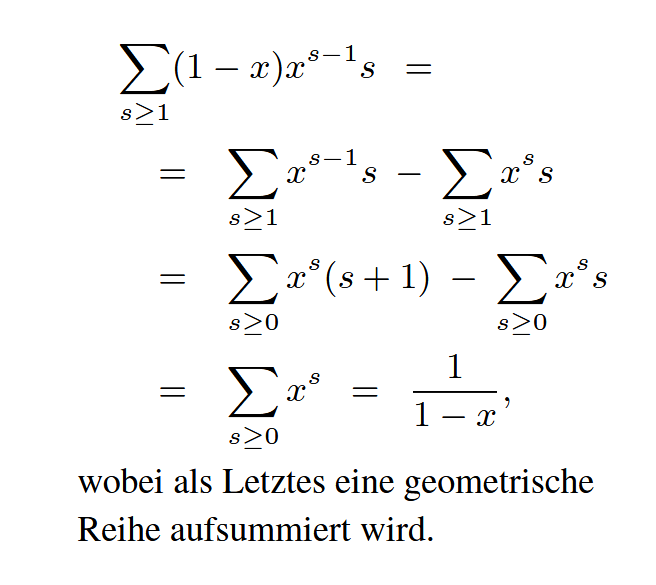 ∑_{s≥1} (1 − x)x^{s−1}s =
= ∑_{s≥1} x^{s−1}s − ∑_{s≥1} x^s s
= ∑_{s≥0} x^s(s + 1) − ∑_{s≥0} x^s s
= ∑_{s≥0} x^s = \frac{1}{1 − x},
wobei als Letztes eine geometrische
Reihe aufsummiert wird.